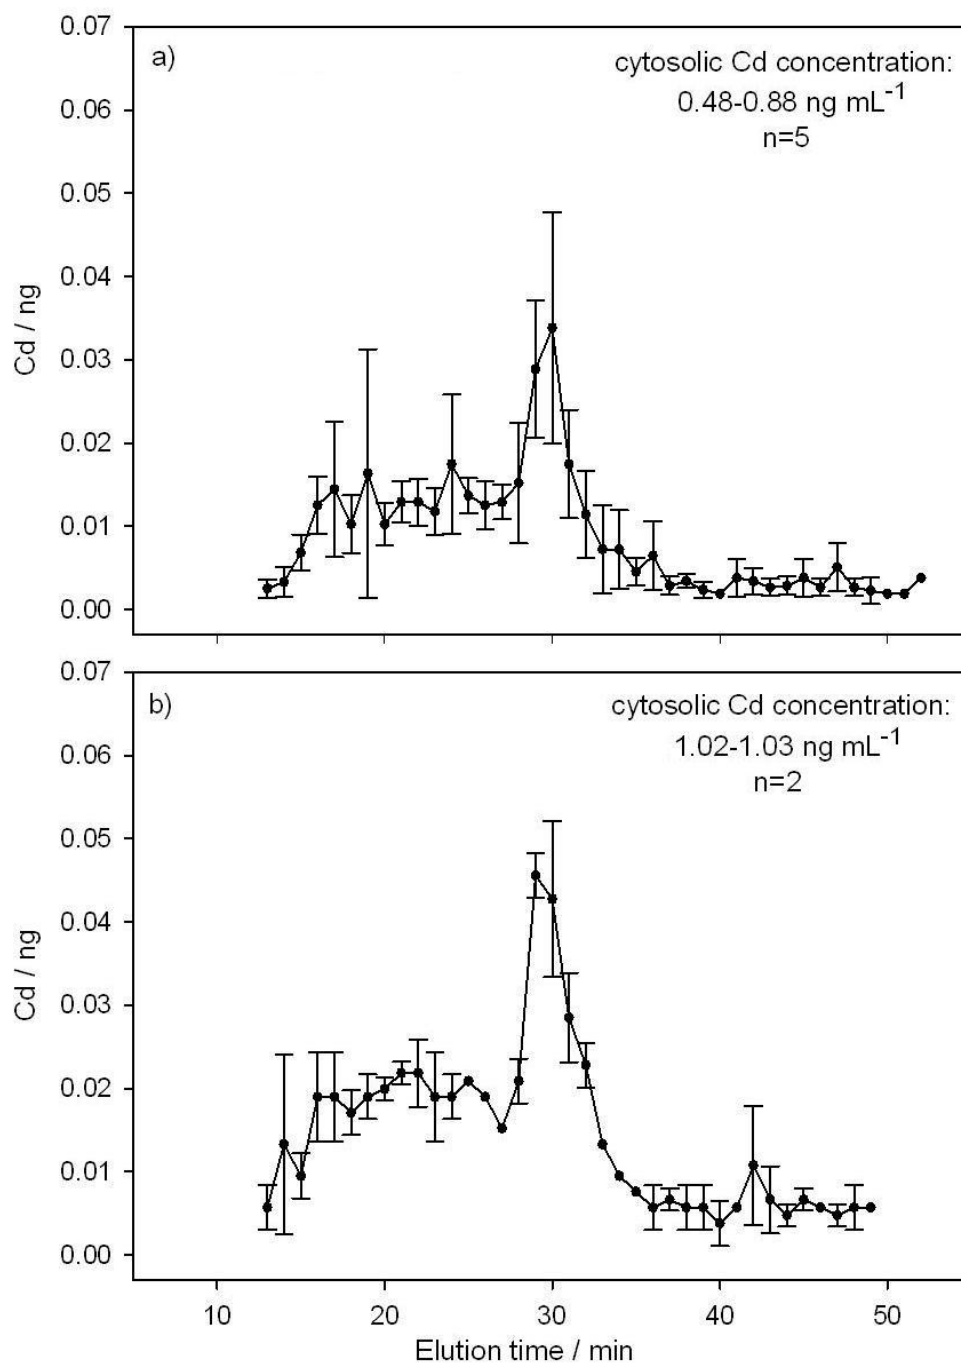 a)
cytosolic Cd concentration:
0.48-0.88 ng mL⁻¹
n=5
Cd / ng
0.07
0.06
0.05
0.04
0.03
0.02
0.01
0.00
b)
cytosolic Cd concentration:
1.02-1.03 ng mL⁻¹
n=2
Cd / ng
0.07
0.06
0.05
0.04
0.03
0.02
0.01
0.00
10 20 30 40 50
Elution time / min